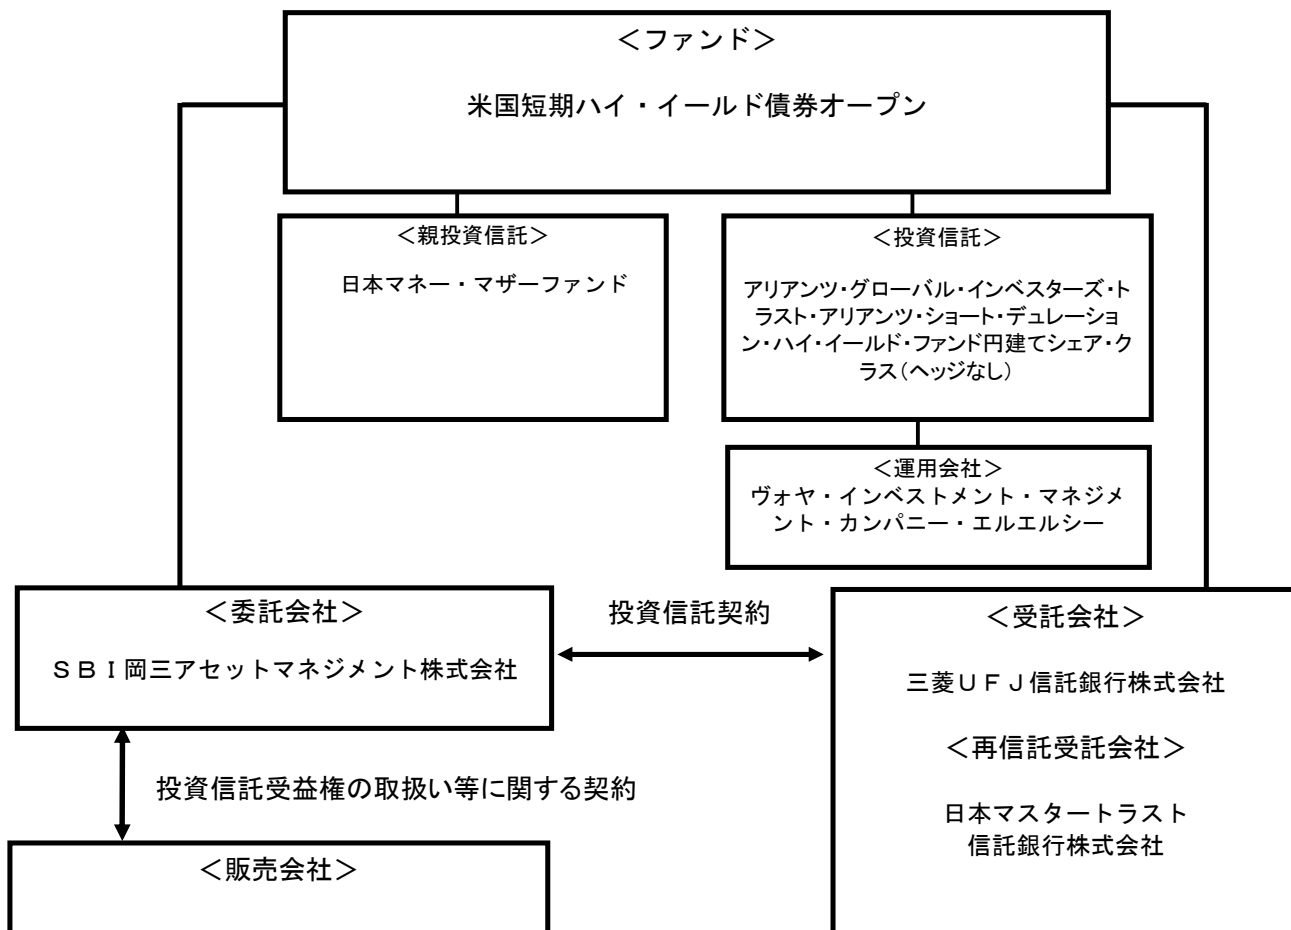 ＜ファンド＞
米国短期ハイ・イールド債券オープン
＜親投資信託＞
日本マネー・マザーファンド
＜投資信託＞
アリアンツ・グローバル・インベスターズ・ト
ラスト・アリアンツ・ショート・デュレーショ
ン・ハイ・イールド・ファンド円建てシェア・ク
ラス（ヘッジなし）
＜運用会社＞
ヴォヤ・インベストメント・マネジメ
ント・カンパニー・エルエルシー
＜委託会社＞
ＳＢＩ岡三アセットマネジメント株式会社
投資信託契約
＜受託会社＞
三菱ＵＦＪ信託銀行株式会社
＜再信託受託会社＞
日本マスタートラスト
信託銀行株式会社
投資信託受益権の取扱い等に関する契約
＜販売会社＞